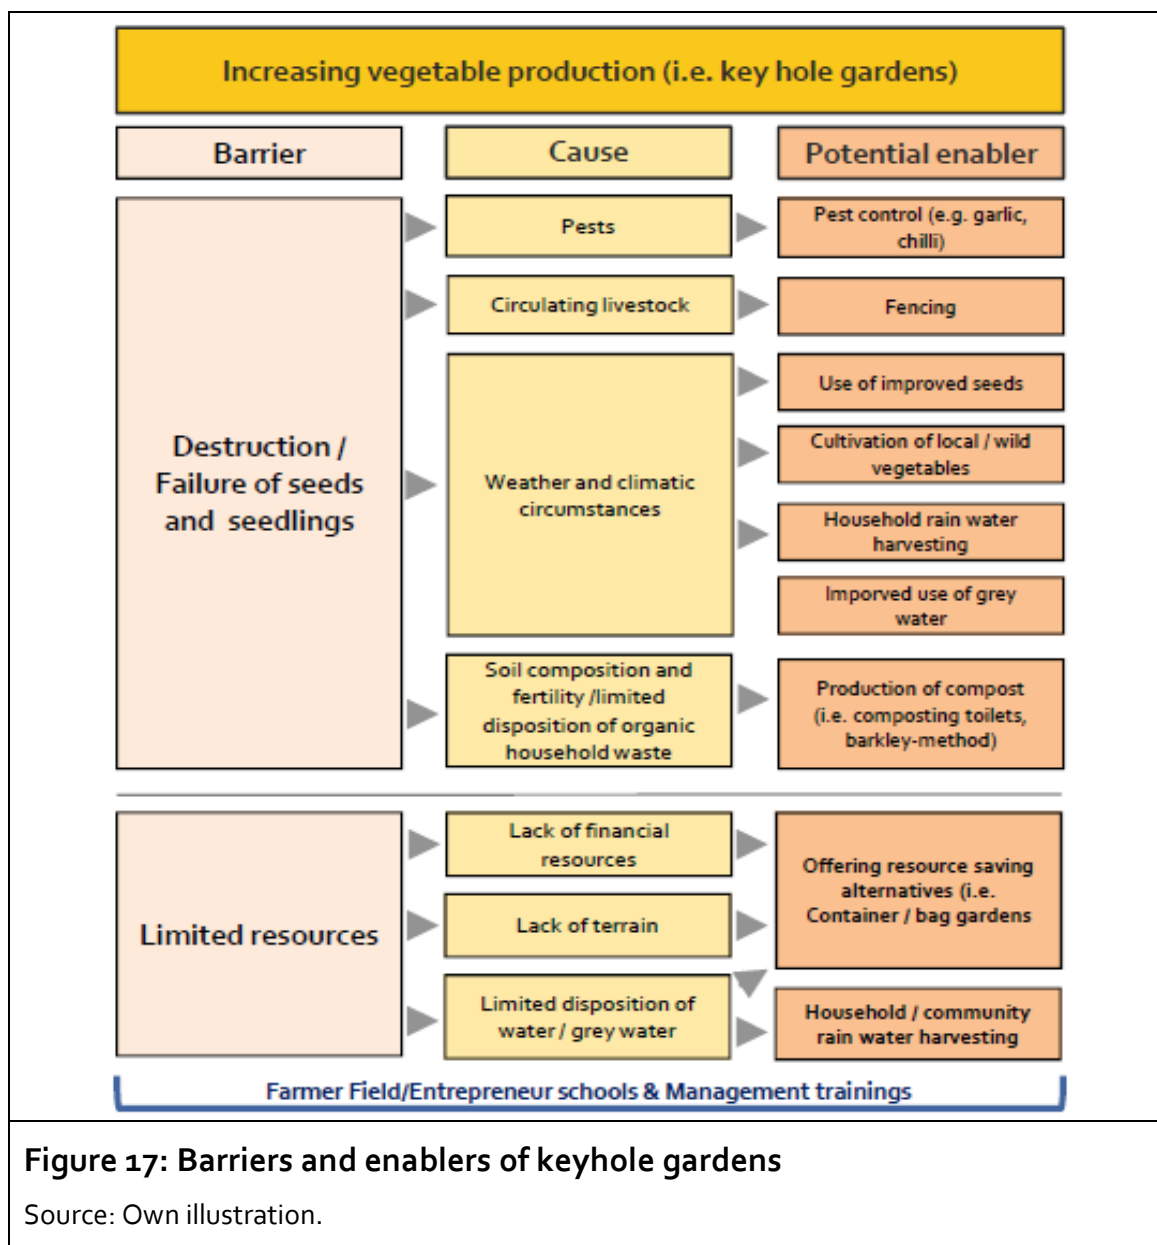 Increasing vegetable production (i.e. key hole gardens)
Barrier
Cause
Potential enabler
Destruction /
Failure of seeds
and seedlings
Pests
Pest control (e.g. garlic,
chilli)
Circulating livestock
Fencing
Weather and climatic
circumstances
Use of improved seeds
Cultivation of local / wild
vegetables
Household rain water
harvesting
Imporved use of grey
water
Soil composition and
fertility /limited
disposition of organic
household waste
Production of compost
(i.e. composting toilets,
barkley-method)
Limited resources
Lack of financial
resources
Lack of terrain
Limited disposition of
water / grey water
Offering resource saving
alternatives (i.e.
Container / bag gardens
Household / community
rain water harvesting
Farmer Field/Entrepreneur schools & Management trainings
Figure 17: Barriers and enablers of keyhole gardens
Source: Own illustration.